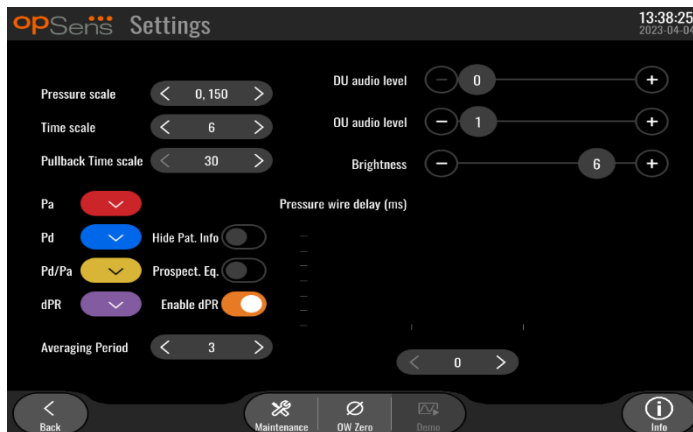 opSens Settings
13:38:25
2023-04-04
Pressure scale
0, 150
Time scale
6
Pullback Time scale
30
DU audio level
0
OU audio level
1
Brightness
6
Pa
Pd
Pd/Pa
dPR
Hide Pat. Info
Prospect. Eq.
Enable dPR
Pressure wire delay (ms)
Averaging Period
3
0
Back
Maintenance
OW Zero
Demo
Info